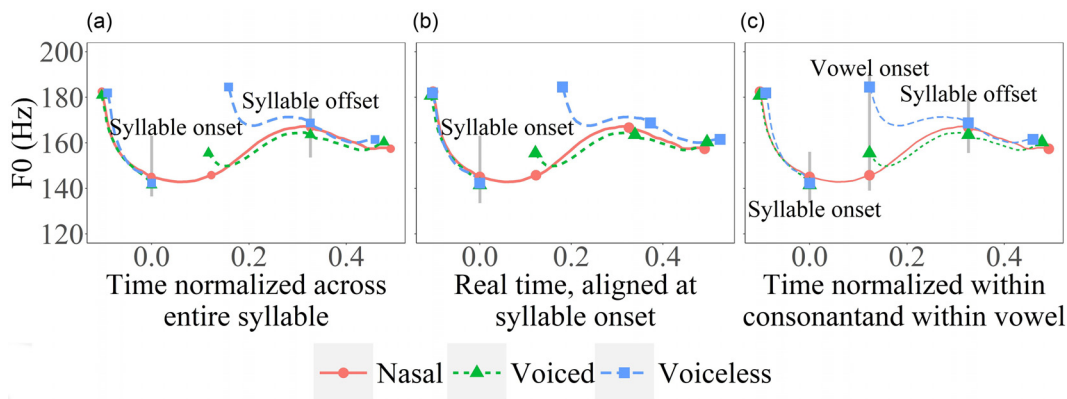 (a)
(b)
(c)
F0 (Hz)
200
180
160
140
120
Syllable onset
Syllable offset
Syllable onset
Vowel onset
Syllable offset
Syllable onset
0.0 0.2 0.4
0.0 0.2 0.4
0.0 0.2 0.4
Time normalized across
entire syllable
Real time, aligned at
syllable onset
Time normalized within
consonantand within vowel
Nasal Voiced Voiceless